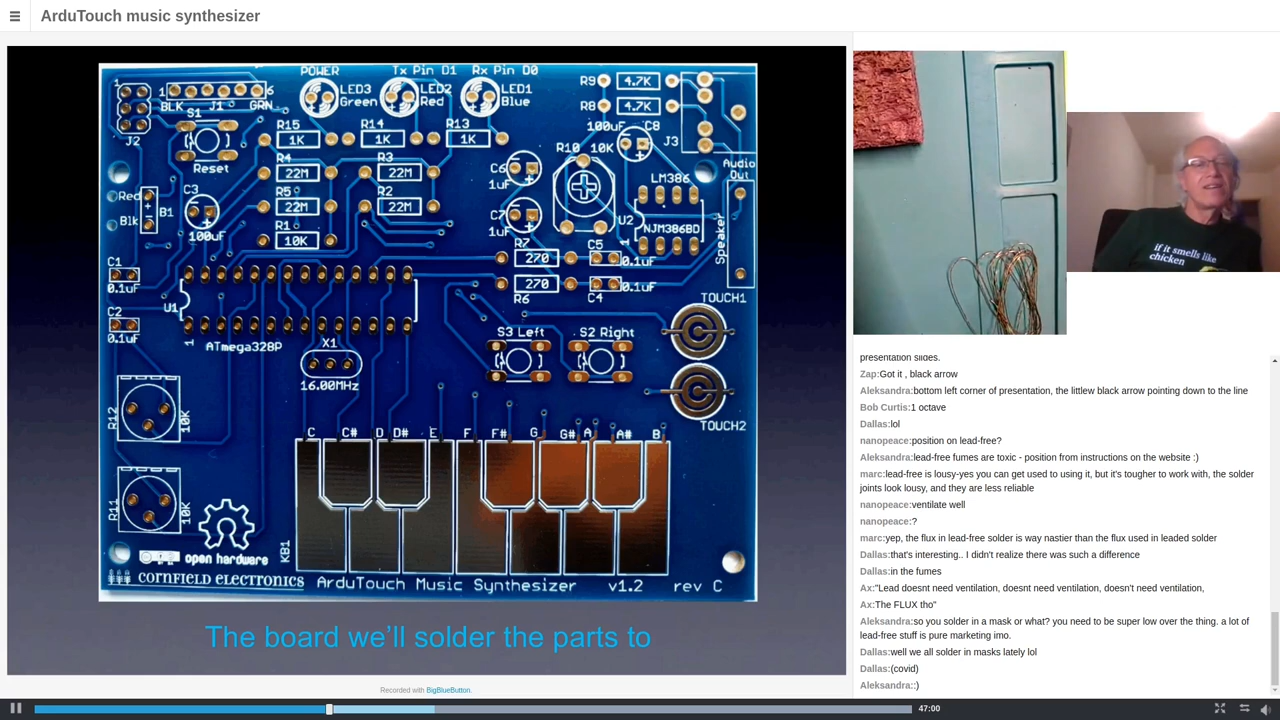 ArduTouch music synthesizer
POWER
Tx Pin D1
Rx Pin D0
LED3
Green
LED2
Red
LED1
Blue
R9
4.7K
R8
4.7K
1
1
BLK
J1
GRN
J2
S1
Reset
R15
1K
R14
1K
R13
1K
100uF
C8
J3
Audio
Out
R4
22M
R3
22M
R5
22M
R2
22M
R1
10K
C6
1uF
C7
1uF
R10
10K
LM386
U2
NJM386BD
1
Speaker
Red
Blk
B1
C3
100uF
R7
270
C5
0.1uF
R6
270
C4
0.1uF
C1
0.1uF
C2
0.1uF
U1
1
ATmega328P
X1
16.00MHz
S3 Left
S2 Right
TOUCH1
TOUCH2
R12
10K
R11
10K
C
C#
D
D#
E
F
F#
G
G#
A
A#
B
KB1
open hardware
CORNFIELD ELECTRONICS
ArduTouch Music Synthesizer v1.2 rev C
The board we'll solder the parts to
Recorded with BigBlueButton.
if it smells like
chicken
presentation slides.
Zap:Got it , black arrow
Aleksandra:bottom left corner of presentation, the littlew black arrow pointing down to the line
Bob Curtis:1 octave
Dallas:lol
nanopeace:position on lead-free?
Aleksandra:lead-free fumes are toxic - position from instructions on the website :)
marc:lead-free is lousy-yes you can get used to using it, but it's tougher to work with, the solder
joints look lousy, and they are less reliable
nanopeace:ventilate well
nanopeace:?
marc:yep, the flux in lead-free solder is way nastier than the flux used in leaded solder
Dallas:that's interesting.. I didn't realize there was such a difference
Dallas:in the fumes
Ax:"Lead doesnt need ventilation, doesnt need ventilation, doesn't need ventilation,
Ax:The FLUX tho"
Aleksandra:so you solder in a mask or what? you need to be super low over the thing. a lot of
lead-free stuff is pure marketing imo.
Dallas:well we all solder in masks lately lol
Dallas:(covid)
Aleksandra::)
47:00